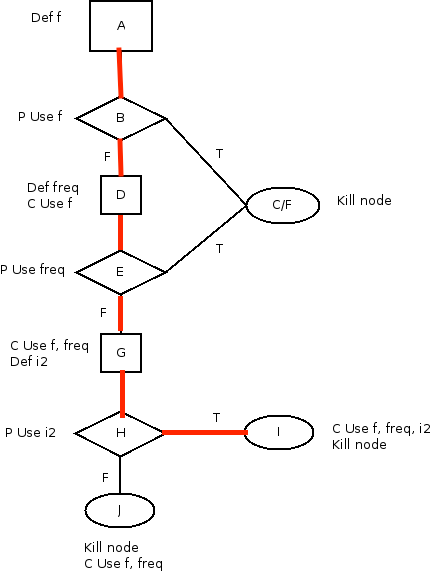 Def f
A
P Use f
B
F
T
Def freq
C Use f
D
C/F
Kill node
P Use freq
E
T
F
C Use f, freq
Def i2
G
P Use i2
H
T
I
C Use f, freq, i2
Kill node
F
J
Kill node
C Use f, freq